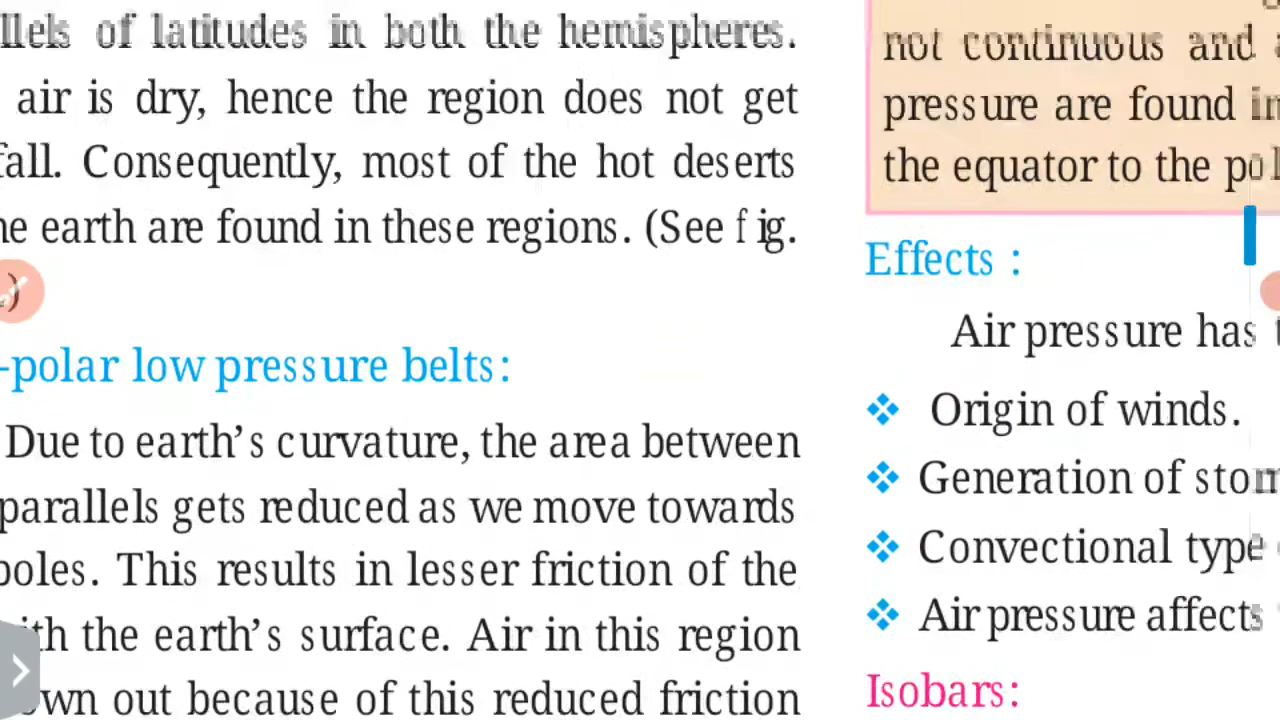 llels of latitudes in both the hemispheres.
air is dry, hence the region does not get
fall. Consequently, most of the hot deserts
he earth are found in these regions. (See fig.
)
-polar low pressure belts:
Due to earth's curvature, the area between
parallels gets reduced as we move towards
poles. This results in lesser friction of the
ith the earth's surface. Air in this region
own out because of this reduced friction
not continuous and
pressure are found in
the equator to the pol
Effects :
Air pressure has t
❖ Origin of winds.
❖ Generation of storm
❖ Convectional type
❖ Air pressure affects
Isobars: